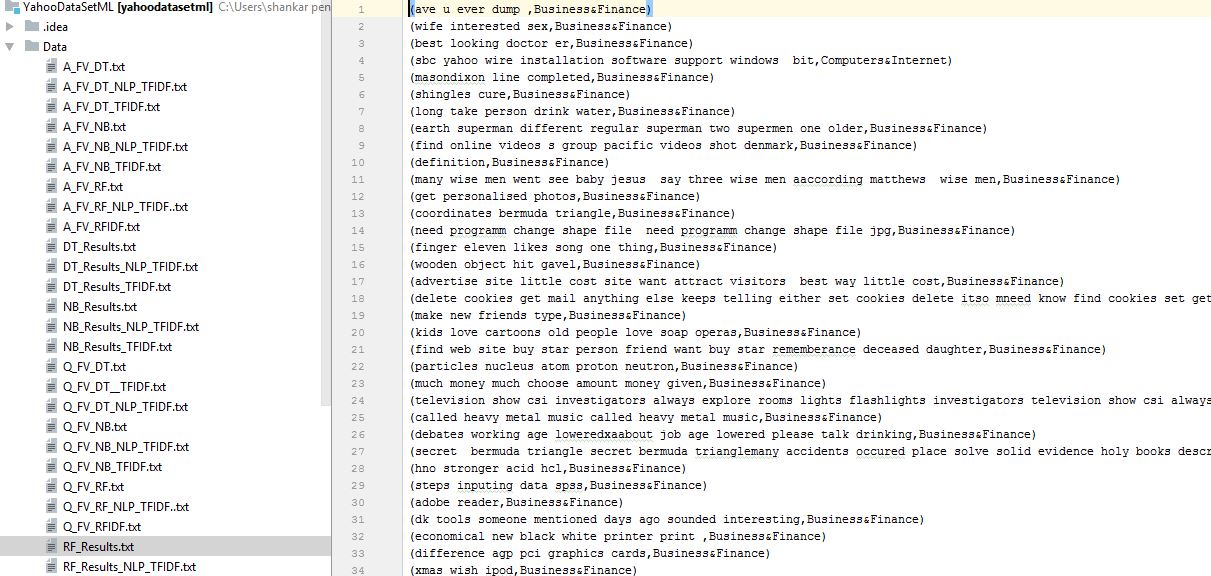 YahooDataSetML [yahoodatasetml] C:\Users\shankar pen
.idea
Data
A_FV_DT.txt
A_FV_DT_NLP_TFIDF.txt
A_FV_DT_TFIDF.txt
A_FV_NB.txt
A_FV_NB_NLP_TFIDF.txt
A_FV_NB_TFIDF.txt
A_FV_RF.txt
A_FV_RF_NLP_TFIDF..txt
A_FV_RFIDF.txt
DT_Results.txt
DT_Results_NLP_TFIDF.txt
DT_Results_TFIDF.txt
NB_Results.txt
NB_Results_NLP_TFIDF.txt
NB_Results_TFIDF.txt
Q_FV_DT.txt
Q_FV_DT__TFIDF.txt
Q_FV_DT_NLP_TFIDF.txt
Q_FV_NB.txt
Q_FV_NB_NLP_TFIDF.txt
Q_FV_NB_TFIDF.txt
Q_FV_RF.txt
Q_FV_RF_NLP_TFIDF..txt
Q_FV_RFIDF.txt
RF_Results.txt
RF_Results_NLP_TFIDF.txt
1 (ave u ever dump ,Business&Finance)
2 (wife interested sex,Business&Finance)
3 (best looking doctor er,Business&Finance)
4 (sbc yahoo wire installation software support windows  bit,Computers&Internet)
5 (masondixon line completed,Business&Finance)
6 (shingles cure,Business&Finance)
7 (long take person drink water,Business&Finance)
8 (earth superman different regular superman two supermen one older,Business&Finance)
9 (find online videos s group pacific videos shot denmark,Business&Finance)
10 (definition,Business&Finance)
11 (many wise men went see baby jesus  say three wise men aaccording matthews  wise men,Business&Finance)
12 (get personalised photos,Business&Finance)
13 (coordinates bermuda triangle,Business&Finance)
14 (need programm change shape file  need programm change shape file jpg,Business&Finance)
15 (finger eleven likes song one thing,Business&Finance)
16 (wooden object hit gavel,Business&Finance)
17 (advertise site little cost site want attract visitors  best way little cost,Business&Finance)
18 (delete cookies get mail anything else keeps telling either set cookies delete itso mneed know find cookies set get
19 (make new friends type,Business&Finance)
20 (kids love cartoons old people love soap operas,Business&Finance)
21 (find web site buy star person friend want buy star rememberance deceased daughter,Business&Finance)
22 (particles nucleus atom proton neutron,Business&Finance)
23 (much money much choose amount money given,Business&Finance)
24 (television show csi investigators always explore rooms lights flashlights investigators television show csi always
25 (called heavy metal music called heavy metal music,Business&Finance)
26 (debates working age loweredxaabout job age lowered please talk drinking,Business&Finance)
27 (secret  bermuda triangle secret bermuda trianglemany accidents occured place solve solid evidence holy books descr
28 (hno stronger acid hcl,Business&Finance)
29 (steps inputing data spss,Business&Finance)
30 (adobe reader,Business&Finance)
31 (dk tools someone mentioned days ago sounded interesting,Business&Finance)
32 (economical new black white printer print ,Business&Finance)
33 (difference agp pci graphics cards,Business&Finance)
34 (xmas wish ipod,Business&Finance)